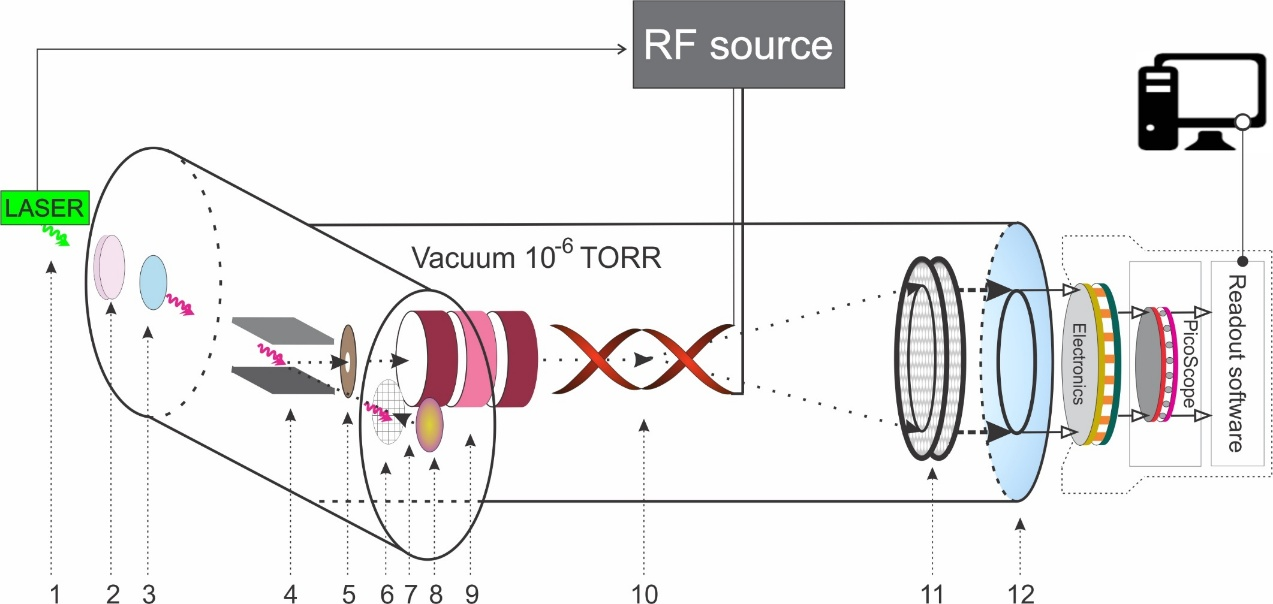 RF source
LASER
Vacuum 10-6 TORR
Electronics
PicoScope
Readout software
1 2 3 4 5 6 7 8 9 10 11 12